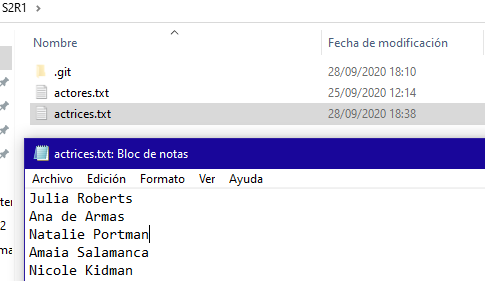 S2R1
Nombre Fecha de modificación
.git 28/09/2020 18:10
actores.txt 25/09/2020 12:14
actrices.txt 28/09/2020 18:38
actrices.txt: Bloc de notas
Archivo Edición Formato Ver Ayuda
Julia Roberts
Ana de Armas
Natalie Portman
Amaia Salamanca
Nicole Kidman
ter
2
ma